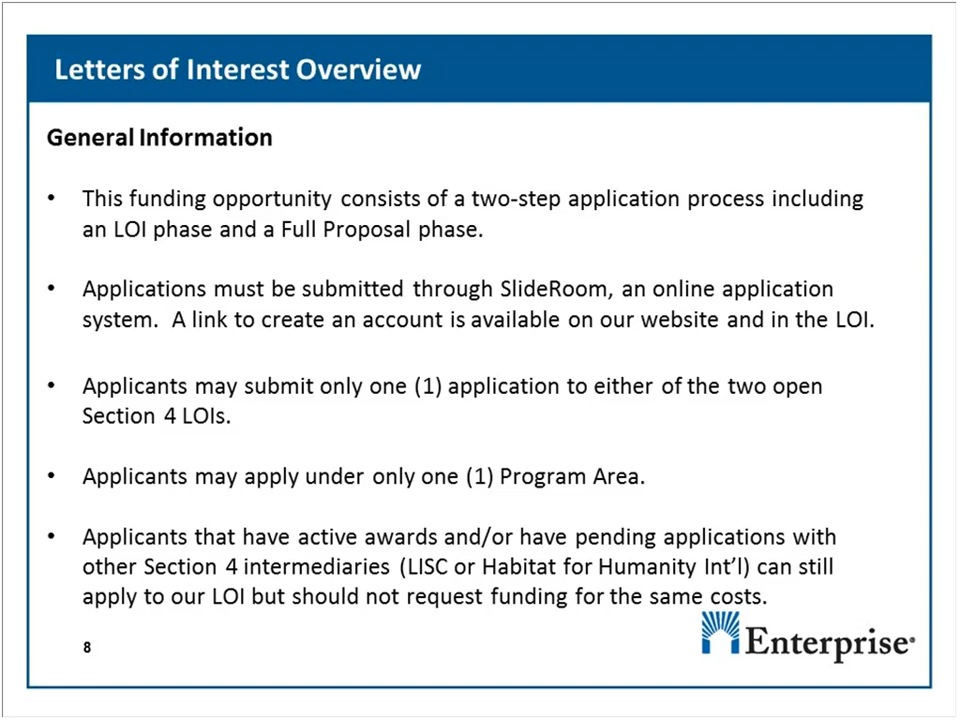 Letters of Interest Overview
General Information
• This funding opportunity consists of a two-step application process including
an LOI phase and a Full Proposal phase.
• Applications must be submitted through SlideRoom, an online application
system.  A link to create an account is available on our website and in the LOI.
• Applicants may submit only one (1) application to either of the two open
Section 4 LOIs.
• Applicants may apply under only one (1) Program Area.
• Applicants that have active awards and/or have pending applications with
other Section 4 intermediaries (LISC or Habitat for Humanity Int’l) can still
apply to our LOI but should not request funding for the same costs.
8
Enterprise®